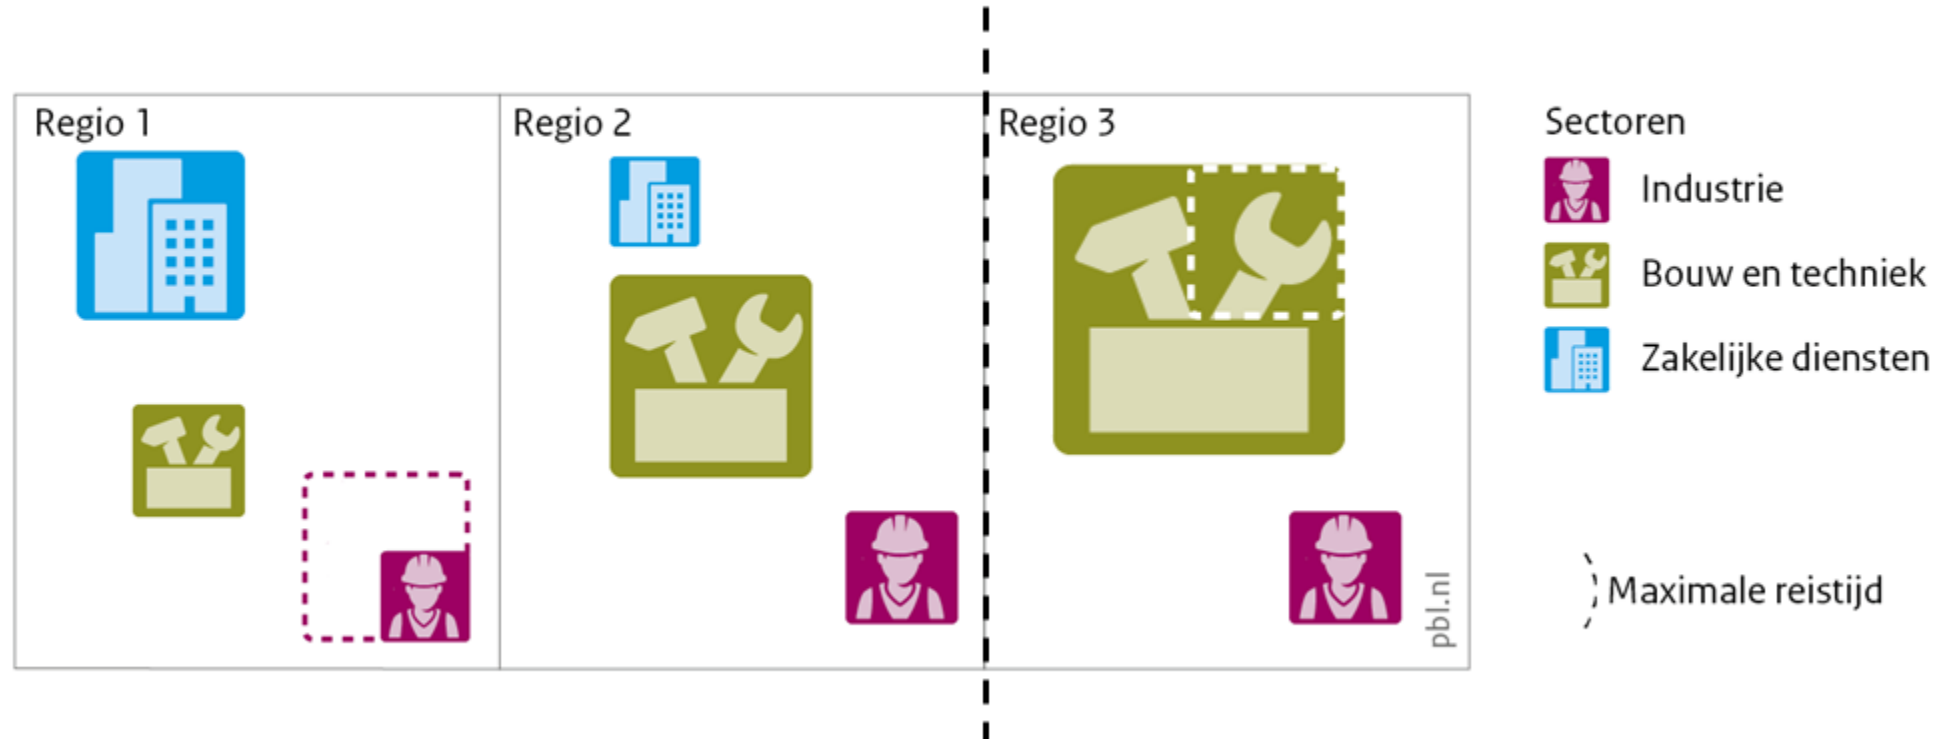 Regio 1
Regio 2
Regio 3
Sectoren
Industrie
Bouw en techniek
Zakelijke diensten
Maximale reistijd
pbl.nl